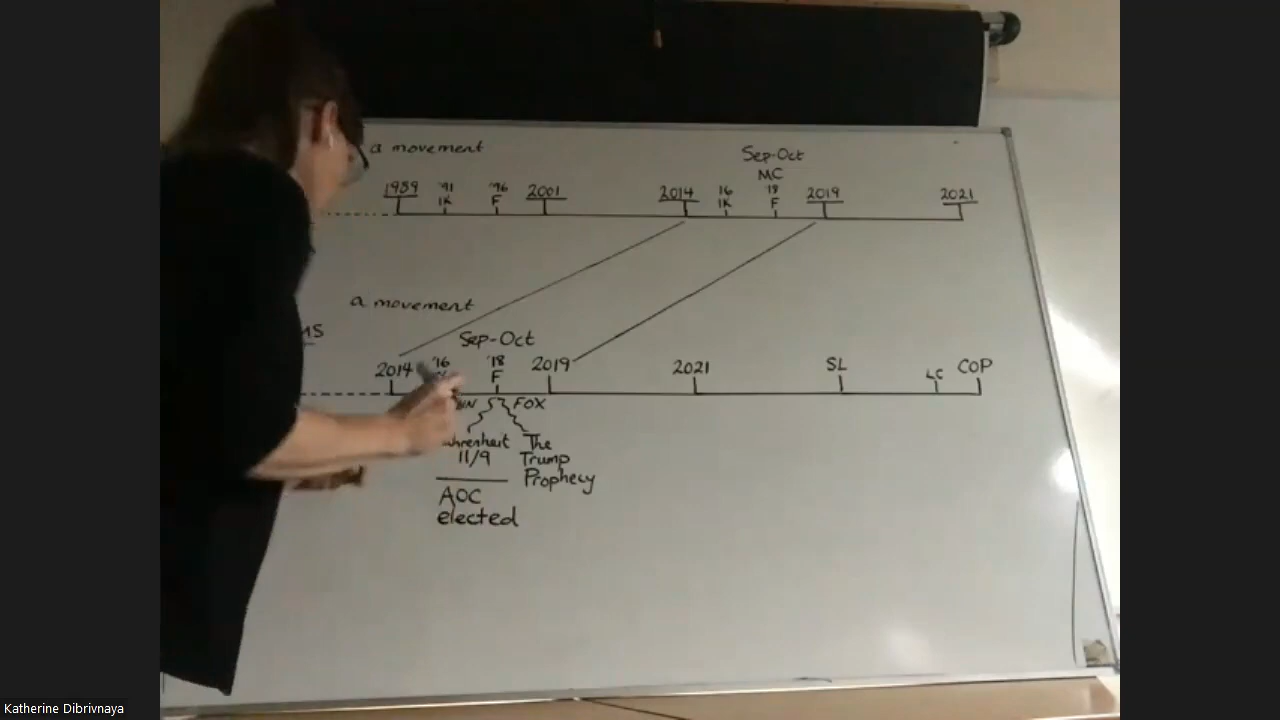 a movement
Sep-Oct
MC
1989 '91 '96 2001 2014 16 '18 2019 2021
IK F IK F
a movement
MS
Sep-Oct
2014 '16 '18 2019 2021 SL LC COP
F
FOX
The
11/9 Trump
Prophecy
AOC
elected
Katherine Dibrivnaya